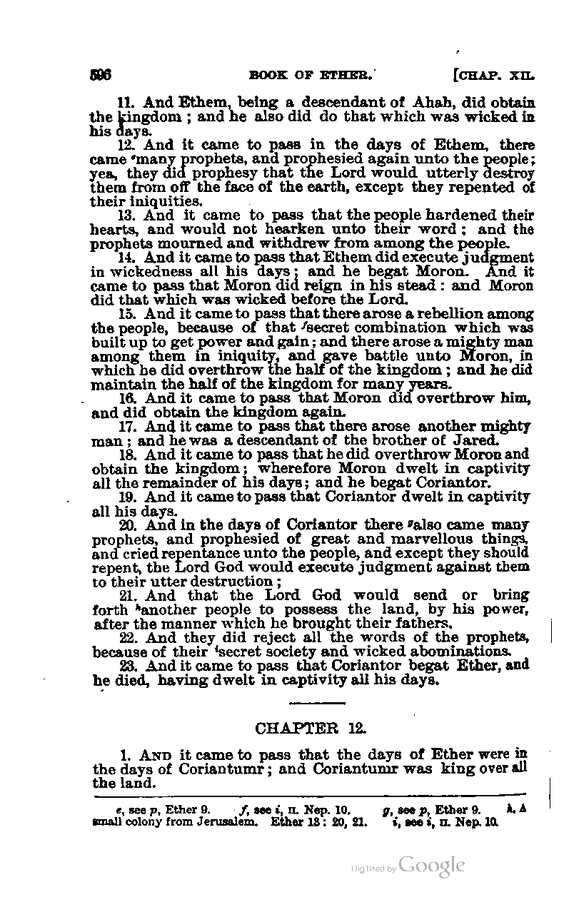 596 BOOK OF ETHER. [CHAP. XII.
11. And Ethem, being a descendant of Ahah, did obtain
the kingdom ; and he also did do that which was wicked in
his days.
12. And it came to pass in the days of Ethem, there
came ᵉmany prophets, and prophesied again unto the people;
yea, they did prophesy that the Lord would utterly destroy
them from off the face of the earth, except they repented of
their iniquities.
13. And it came to pass that the people hardened their
hearts, and would not hearken unto their word ; and the
prophets mourned and withdrew from among the people.
14. And it came to pass that Ethem did execute judgment
in wickedness all his days ; and he begat Moron. And it
came to pass that Moron did reign in his stead : and Moron
did that which was wicked before the Lord.
15. And it came to pass that there arose a rebellion among
the people, because of that ᶠsecret combination which was
built up to get power and gain ; and there arose a mighty man
among them in iniquity, and gave battle unto Moron, in
which he did overthrow the half of the kingdom ; and he did
maintain the half of the kingdom for many years.
16. And it came to pass that Moron did overthrow him,
and did obtain the kingdom again.
17. And it came to pass that there arose another mighty
man ; and he was a descendant of the brother of Jared.
18. And it came to pass that he did overthrow Moron and
obtain the kingdom ; wherefore Moron dwelt in captivity
all the remainder of his days ; and he begat Coriantor.
19. And it came to pass that Coriantor dwelt in captivity
all his days.
20. And in the days of Coriantor there ᵍalso came many
prophets, and prophesied of great and marvellous things,
and cried repentance unto the people, and except they should
repent, the Lord God would execute judgment against them
to their utter destruction ;
21. And that the Lord God would send or bring
forth ʰanother people to possess the land, by his power,
after the manner which he brought their fathers.
22. And they did reject all the words of the prophets,
because of their ⁱsecret society and wicked abominations.
23. And it came to pass that Coriantor begat Ether, and
he died, having dwelt in captivity all his days.
CHAPTER 12.
1. AND it came to pass that the days of Ether were in
the days of Coriantumr ; and Coriantumr was king over all
the land.
e, see p, Ether 9. f, see i, II. Nep. 10. g, see p, Ether 9. h, A
small colony from Jerusalem. Ether 13 : 20, 21. i, see i, II. Nep. 10.
Digitized by Google